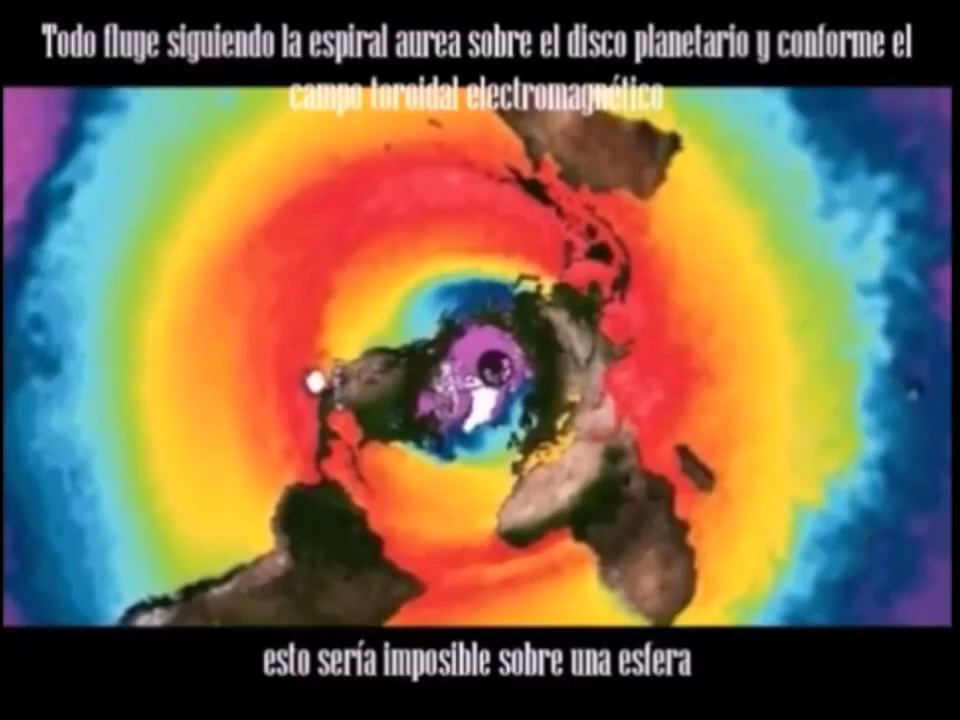 Todo fluye siguiendo la espiral aurea sobre el disco planetario y conforme el
campo toroidal electromagnético
esto sería imposible sobre una esfera